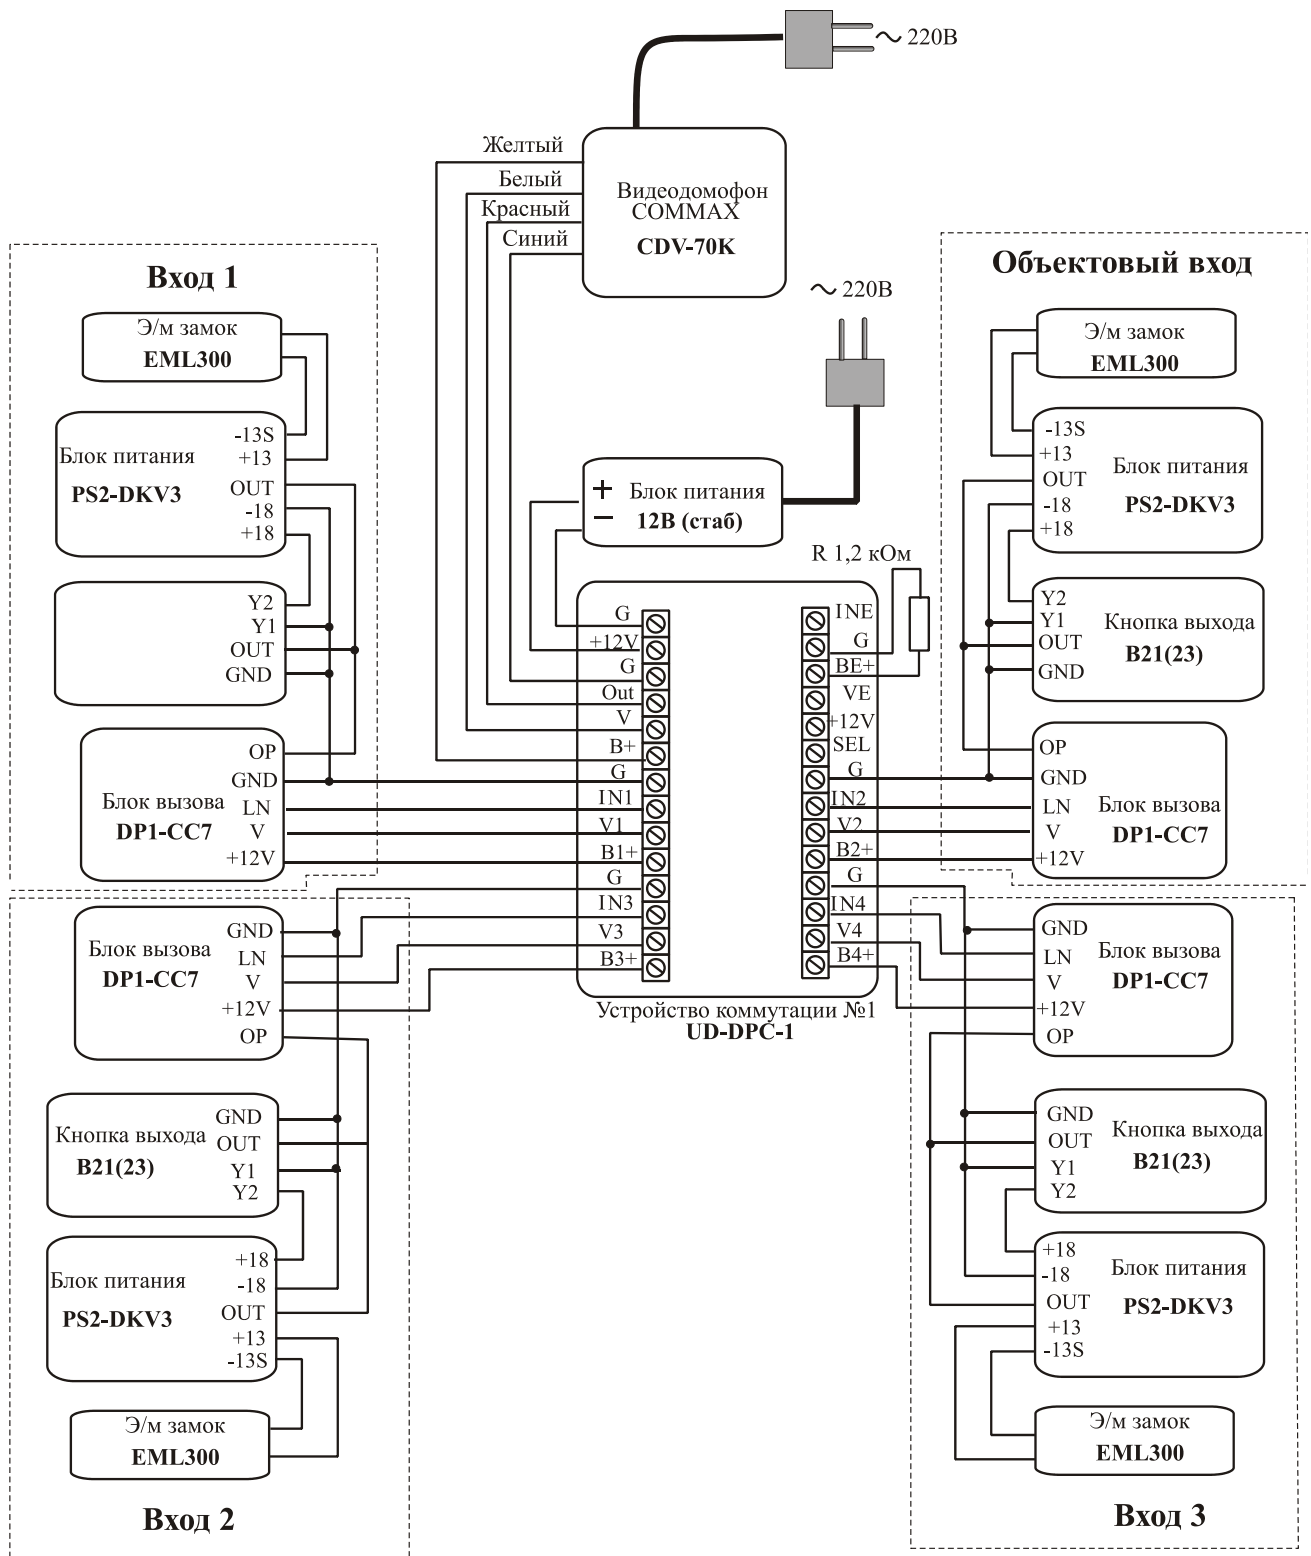 220В
Желтый
Белый
Красный
Синий
Видеодомофон
COMMAX
CDV-70K
220В
Вход 1
Э/м замок
EML300
Блок питания
PS2-DKV3
-13S
+13
OUT
-18
+18
Y2
Y1
OUT
GND
Блок вызова
DP1-CC7
OP
GND
LN
V
+12V
Объектовый вход
Э/м замок
EML300
-13S
+13
OUT
-18
+18
Блок питания
PS2-DKV3
Y2
Y1
OUT
GND
Кнопка выхода
B21(23)
OP
GND
LN
V
+12V
Блок вызова
DP1-CC7
+
−
Блок питания
12В (стаб)
R 1,2 кОм
G
+12V
G
Out
V
B+
G
IN1
V1
B1+
G
IN3
V3
B3+
INE
G
BE+
VE
+12V
SEL
G
IN2
V2
B2+
G
IN4
V4
B4+
Устройство коммутации №1
UD-DPC-1
Блок вызова
DP1-CC7
GND
LN
V
+12V
OP
Кнопка выхода
B21(23)
GND
OUT
Y1
Y2
Блок питания
PS2-DKV3
+18
-18
OUT
+13
-13S
Э/м замок
EML300
Вход 2
GND
LN
V
+12V
OP
Блок вызова
DP1-CC7
GND
OUT
Y1
Y2
Кнопка выхода
B21(23)
+18
-18
OUT
+13
-13S
Блок питания
PS2-DKV3
Э/м замок
EML300
Вход 3